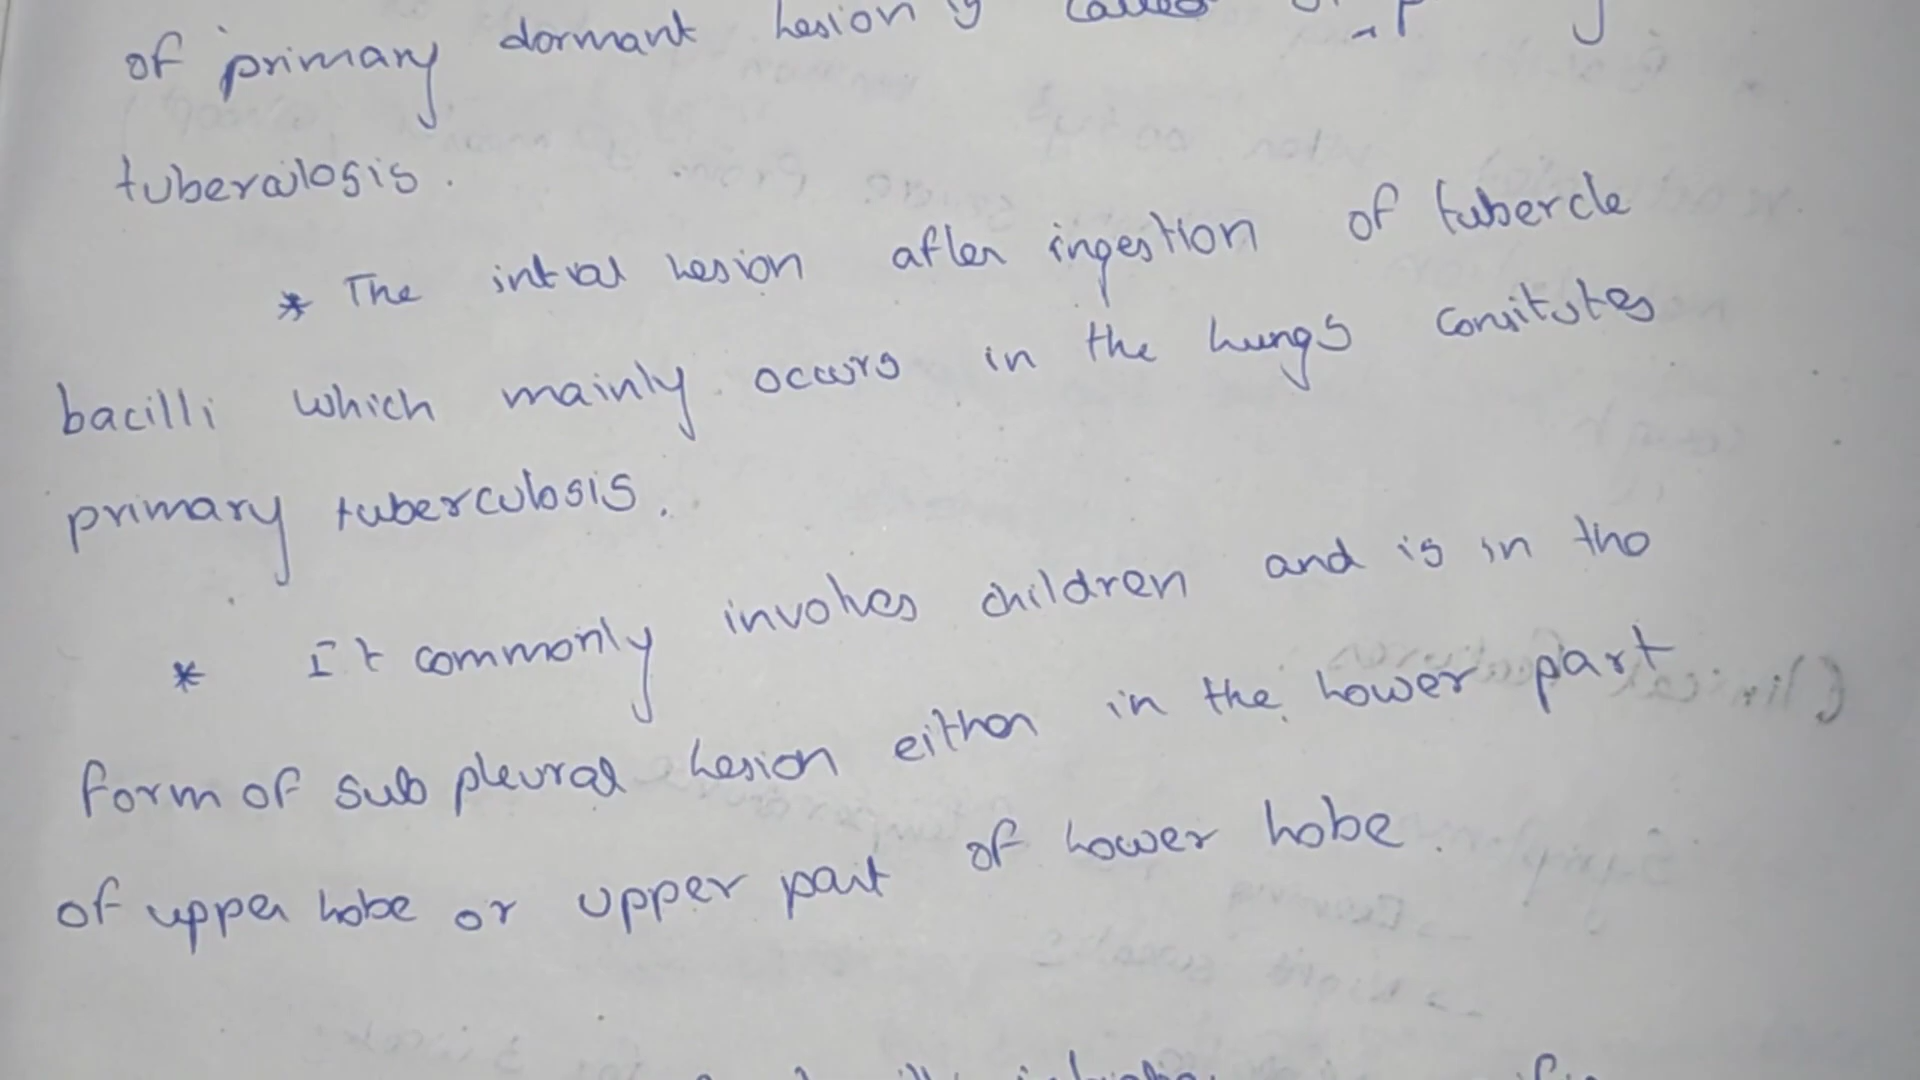 of primary dormant lesion is called
tuberculosis.
* The intial lesion after ingestion of tubercle
bacilli which mainly occurs in the lungs consitutes
primary tuberculosis.
* It commonly involves children and is in the
form of sub pleural lesion either in the lower part
of upper lobe or upper part of lower lobe.